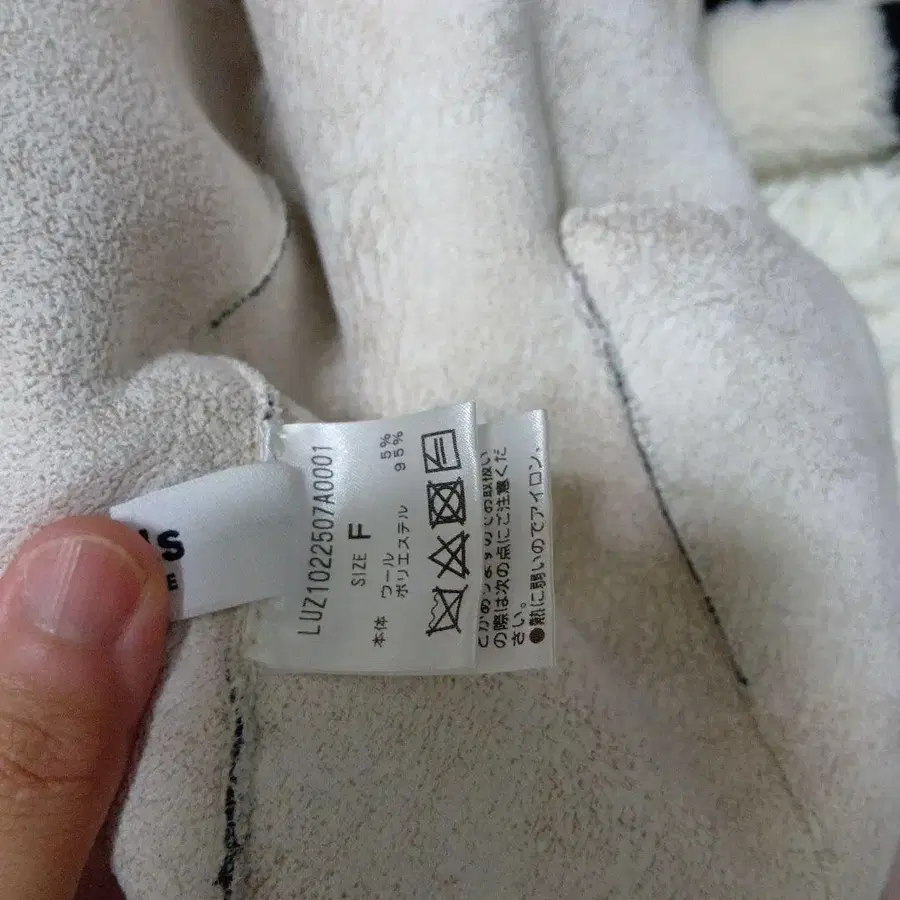 LUZ1022507A0001
SIZE F
本体 ウール 5%
ポリエステル 95%
の際は次の点にご注意くだ
さい。
●熱に弱いのでアイロン、